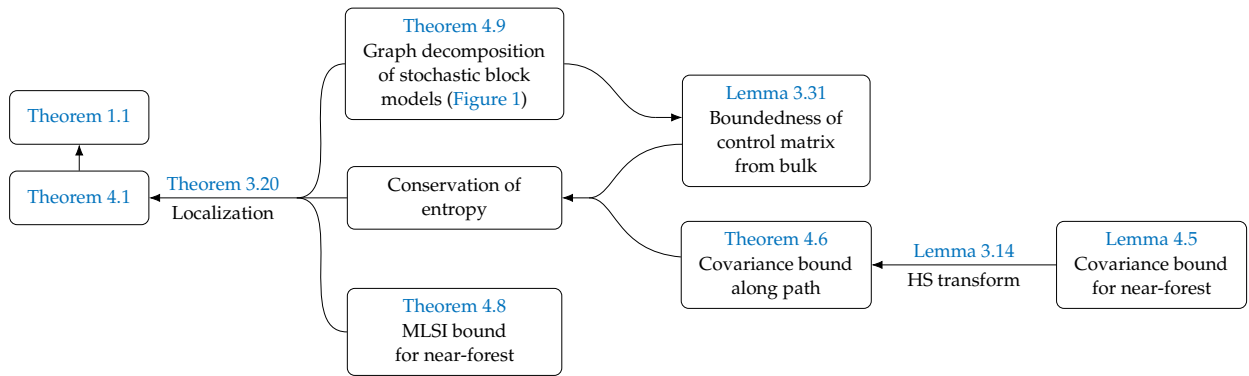 Theorem 1.1
Theorem 4.1
Theorem 3.20
Localization
Theorem 4.9
Graph decomposition
of stochastic block
models (Figure 1)
Conservation of
entropy
Theorem 4.8
MLSI bound
for near-forest
Lemma 3.31
Boundedness of
control matrix
from bulk
Theorem 4.6
Covariance bound
along path
Lemma 3.14
HS transform
Lemma 4.5
Covariance bound
for near-forest